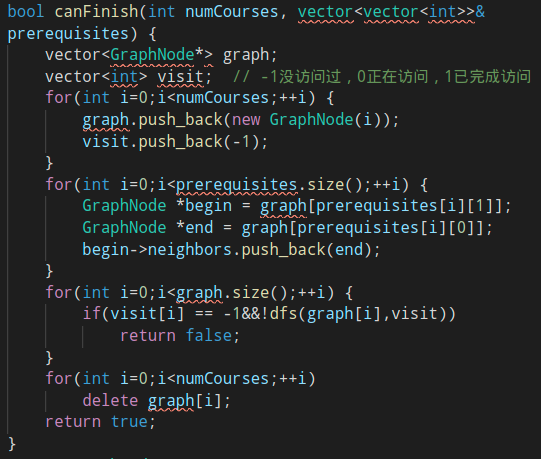 bool canFinish(int numCourses, vector<vector<int>>&
prerequisites) {
    vector<GraphNode*> graph;
    vector<int> visit;  // -1没访问过，0正在访问，1已完成访问
    for(int i=0;i<numCourses;++i) {
        graph.push_back(new GraphNode(i));
        visit.push_back(-1);
    }
    for(int i=0;i<prerequisites.size();++i) {
        GraphNode *begin = graph[prerequisites[i][1]];
        GraphNode *end = graph[prerequisites[i][0]];
        begin->neighbors.push_back(end);
    }
    for(int i=0;i<graph.size();++i) {
        if(visit[i] == -1&&!dfs(graph[i],visit))
            return false;
    }
    for(int i=0;i<numCourses;++i)
        delete graph[i];
    return true;
}